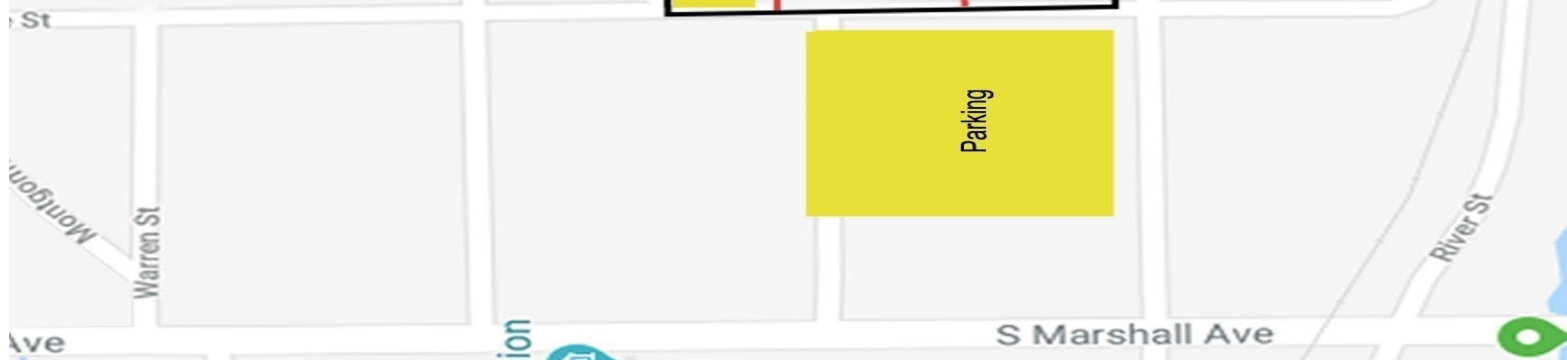 St
Parking
Montgom
Warren St
River St
S Marshall Ave
Ave
ion